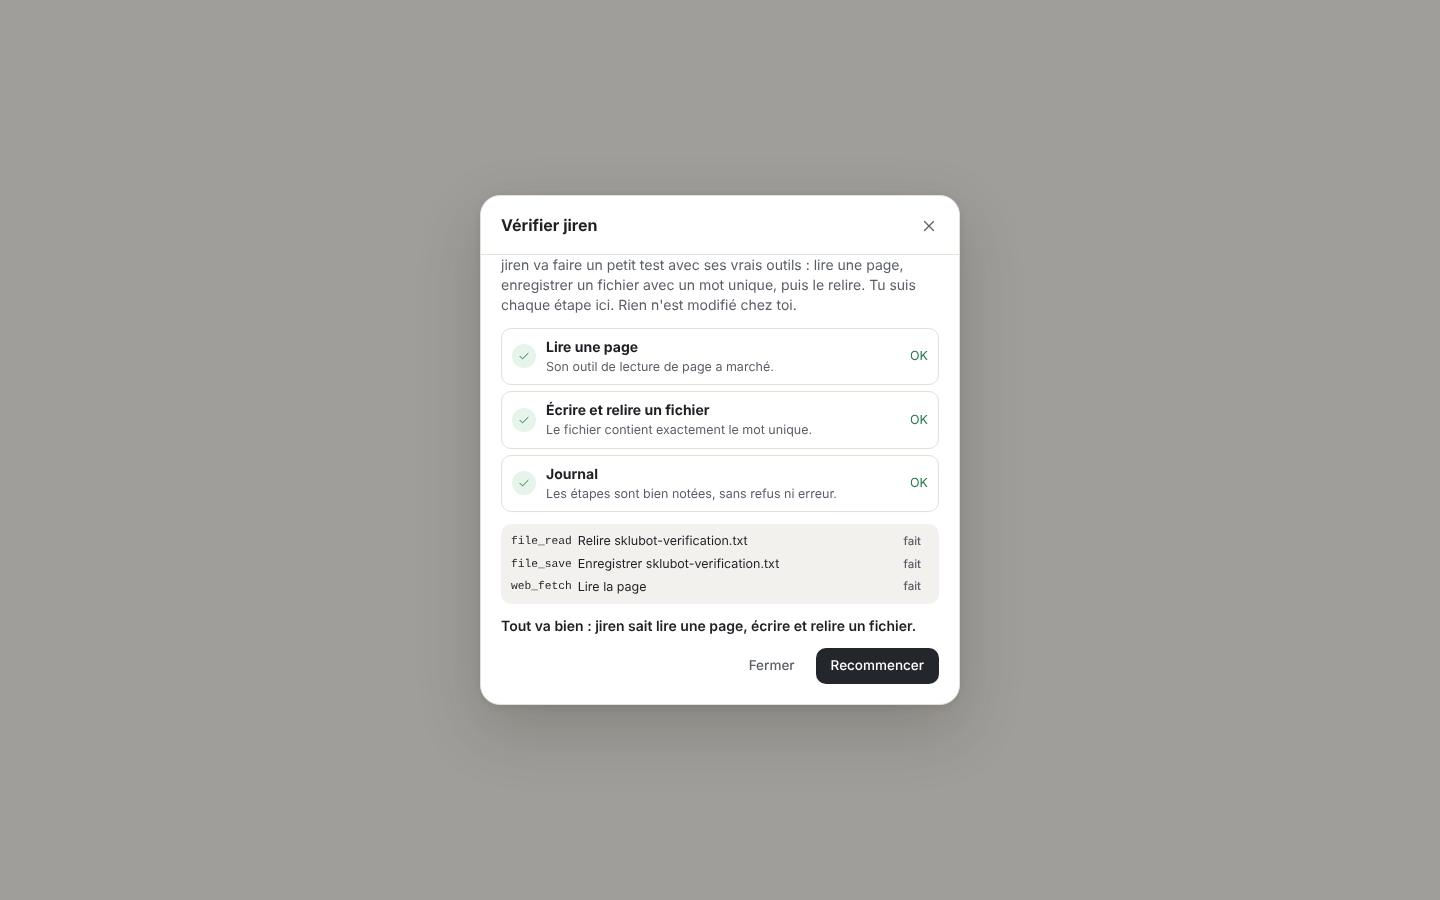 Vérifier jiren
jiren va faire un petit test avec ses vrais outils : lire une page,
enregistrer un fichier avec un mot unique, puis le relire. Tu suis
chaque étape ici. Rien n'est modifié chez toi.
Lire une page
Son outil de lecture de page a marché.
OK
Écrire et relire un fichier
Le fichier contient exactement le mot unique.
OK
Journal
Les étapes sont bien notées, sans refus ni erreur.
OK
file_read Relire sklubot-verification.txt fait
file_save Enregistrer sklubot-verification.txt fait
web_fetch Lire la page fait
Tout va bien : jiren sait lire une page, écrire et relire un fichier.
Fermer Recommencer